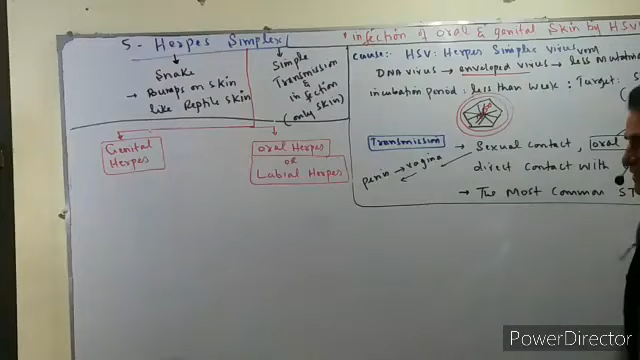 5 - Herpes Simplex
Snake
→ Bumps on skin
like Reptile skin
Simple
Transmission
&
infection
(only skin)
Genital
Herpes
oral Herpes
or
Labial Herpes
* infection of oral & genital Skin by HSV
cause:: HSV: Herpes Simplex virus
DNA virus → enveloped virus → less
incubation period: less than week : Target:
Transmission → Sexual contact, oral
penis → vagina
direct contact with
→ The Most Common
PowerDirector